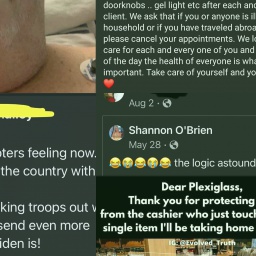 doorknobs .. gel light etc after each and
client. We ask that if you or anyone is ill
household or if you have traveled abroa
please cancel your appointments. We lo
care for each and every one of you and
of the day the health of everyone is wha
important. Take care of yourself and yo
❤️
Aug 2 ·
Shannon O'Brien
May 28 ·
😂😂😂😂 the logic astound
oters feeling now.
the country with
king troops out w
send even more
iden is!
Dear Plexiglass,
Thank you for protecting
from the cashier who just touc
single item I'll be taking home
IG: @Evolved_Truth